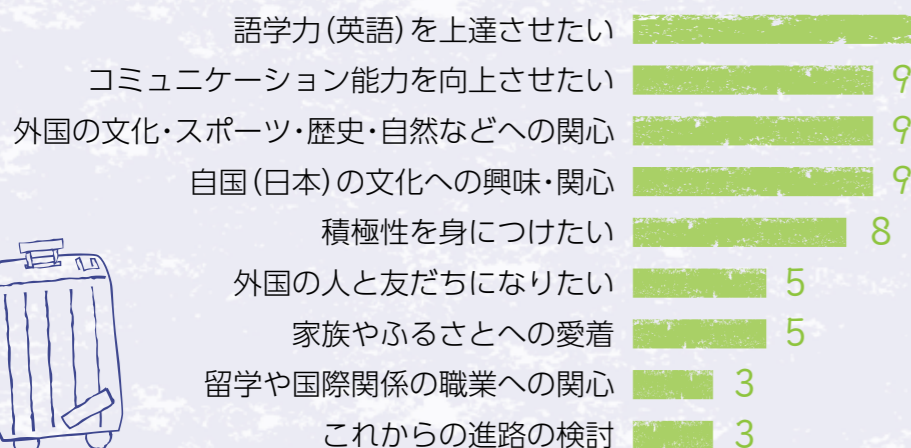 語学力(英語)を上達させたい
コミュニケーション能力を向上させたい 9
外国の文化・スポーツ・歴史・自然などへの関心 9
自国(日本)の文化への興味・関心 9
積極性を身につけたい 8
外国の人と友だちになりたい 5
家族やふるさとへの愛着 5
留学や国際関係の職業への関心 3
これからの進路の検討 3